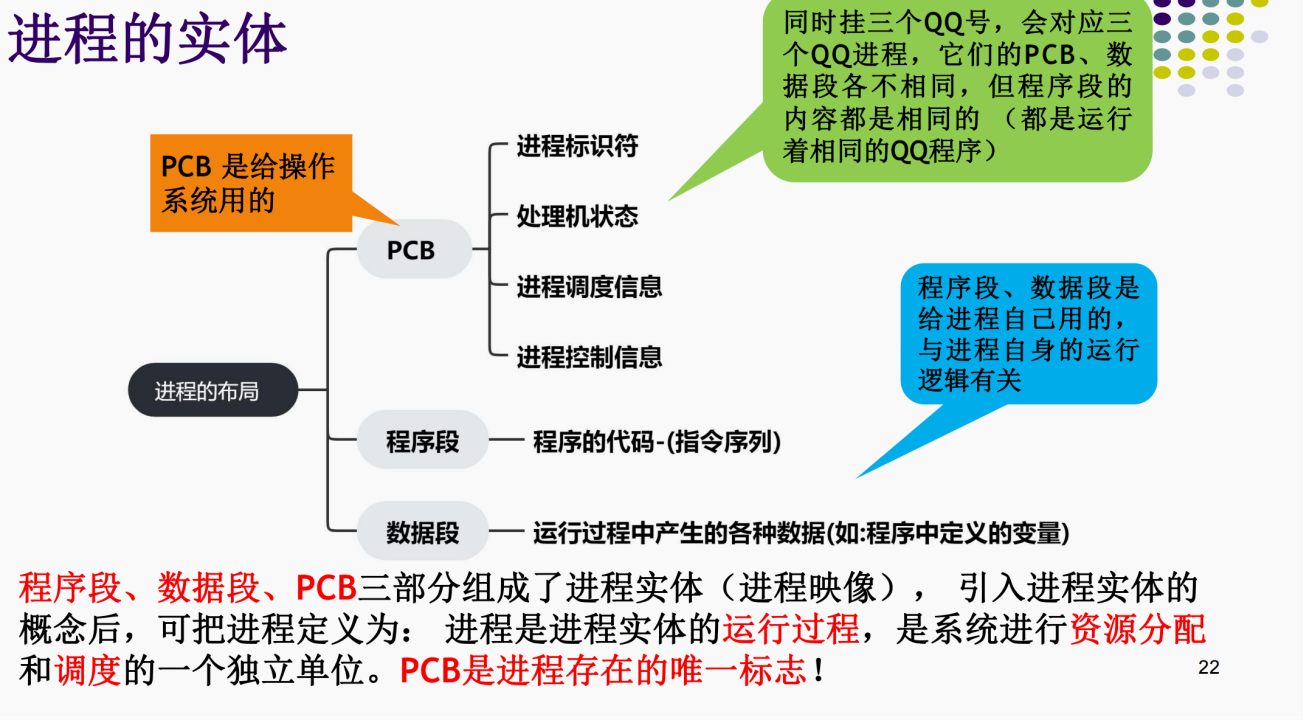 进程的实体
同时挂三个QQ号，会对应三
个QQ进程，它们的PCB、数
据段各不相同，但程序段的
内容都是相同的 （都是运行
着相同的QQ程序）
PCB 是给操作
系统用的
进程标识符
处理机状态
PCB
进程调度信息
进程控制信息
程序段、数据段是
给进程自己用的，
与进程自身的运行
逻辑有关
进程的布局
程序段
程序的代码-(指令序列)
数据段
运行过程中产生的各种数据(如:程序中定义的变量)
程序段、数据段、PCB三部分组成了进程实体（进程映像）， 引入进程实体的
概念后，可把进程定义为： 进程是进程实体的运行过程，是系统进行资源分配
和调度的一个独立单位。PCB是进程存在的唯一标志！
22